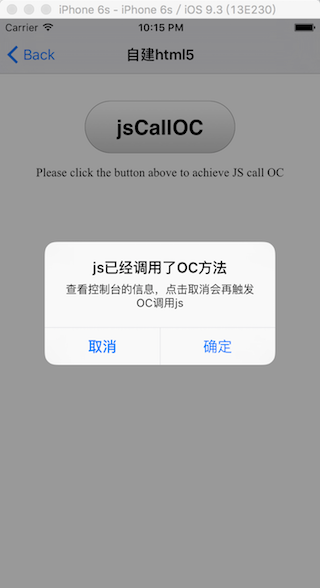 iPhone 6s - iPhone 6s / iOS 9.3 (13E230)
Carrier 10:15 PM
Back 自建html5
jsCallOC
Please click the button above to achieve JS call OC
js已经调用了OC方法
查看控制台的信息，点击取消会再触发
OC调用js
取消 确定